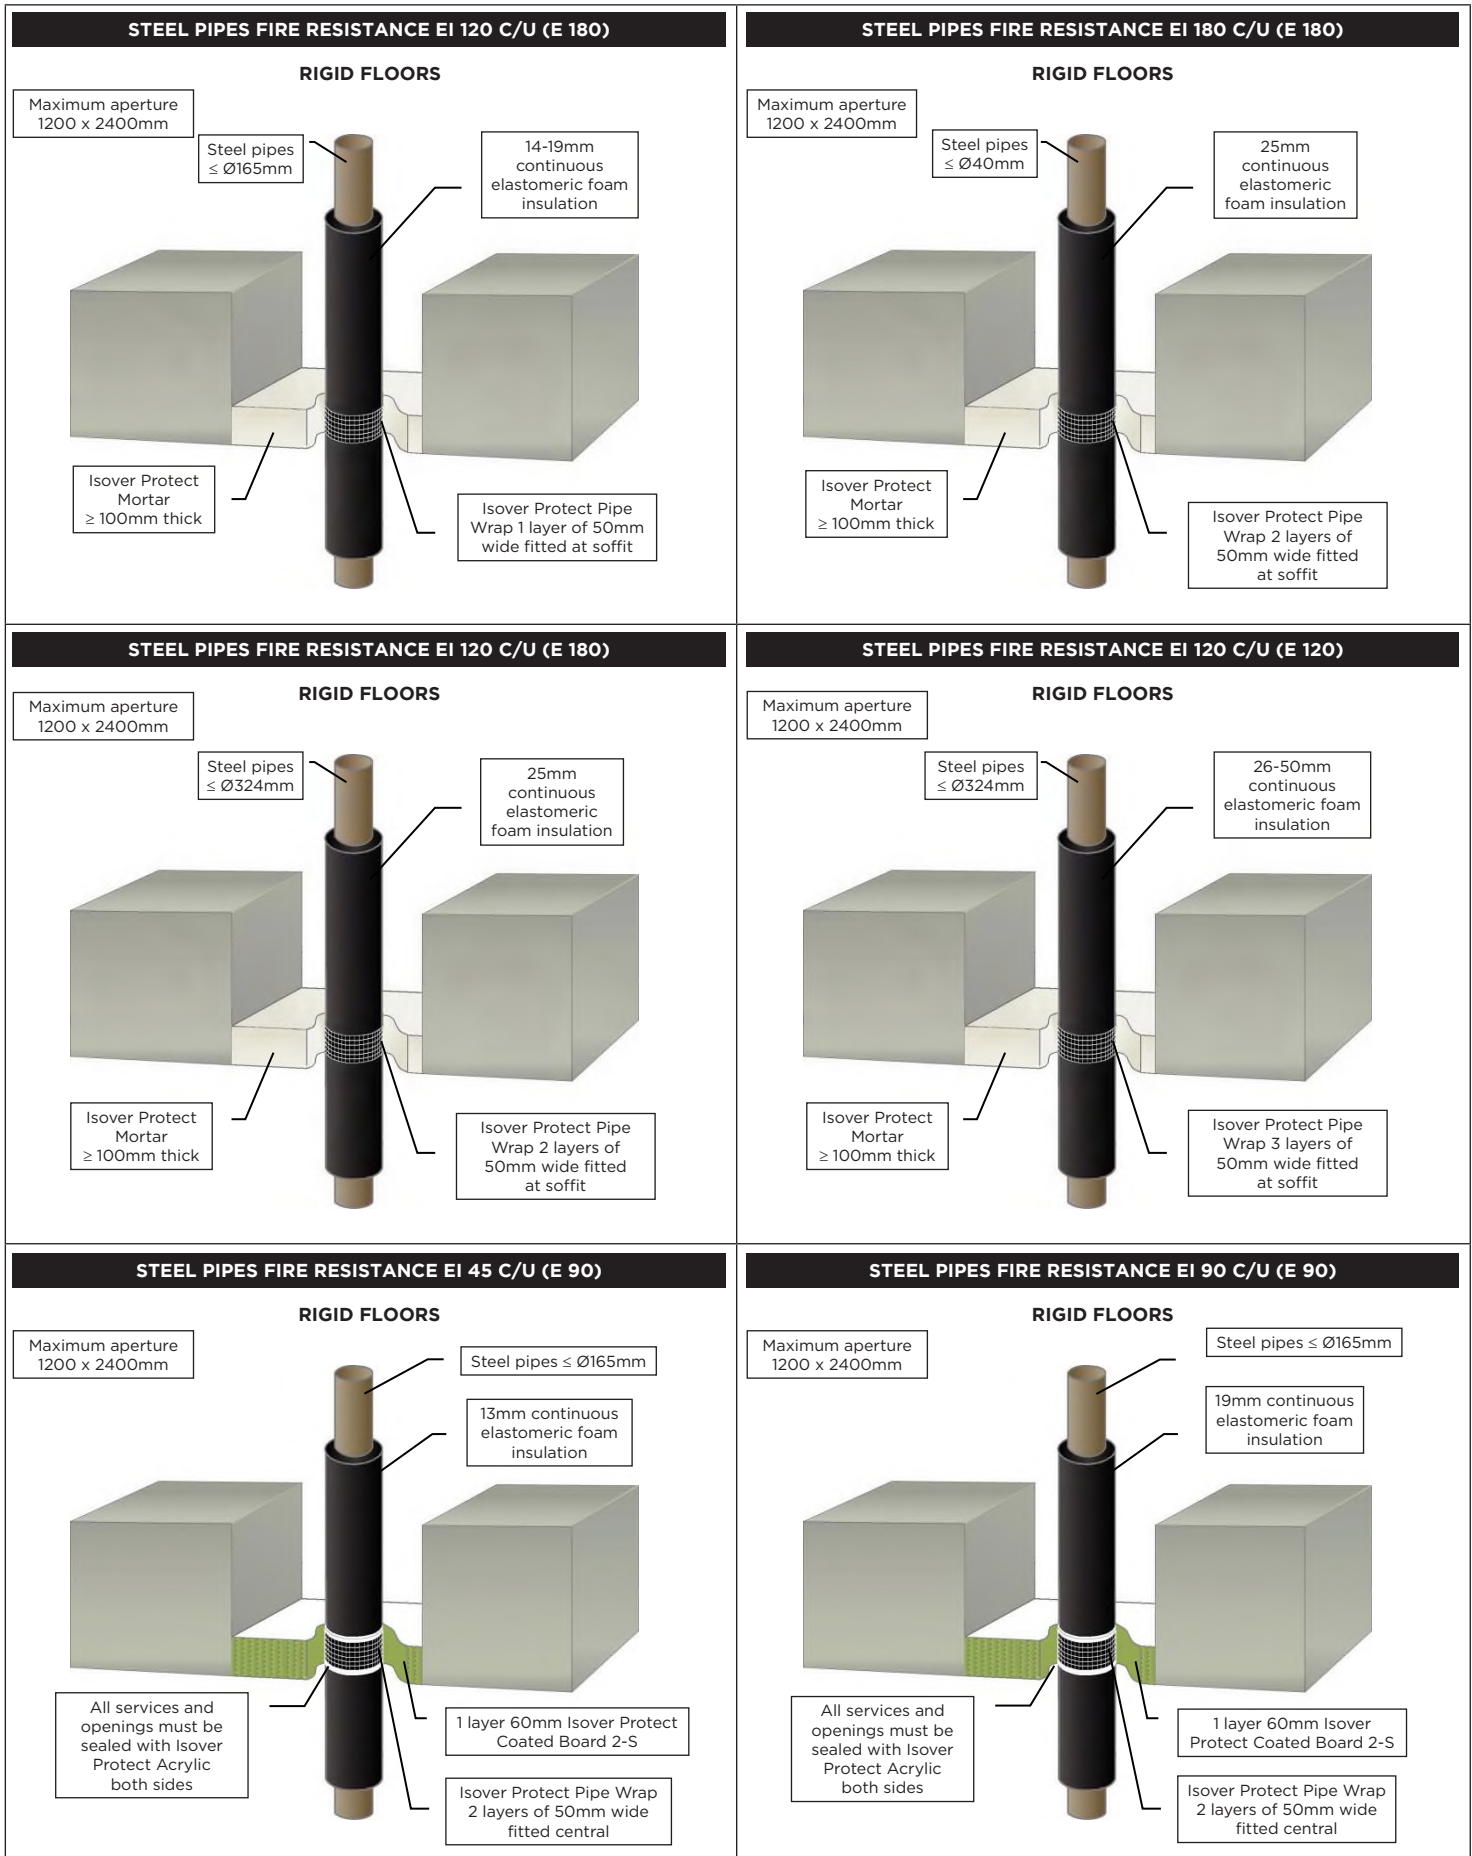 STEEL PIPES FIRE RESISTANCE EI 120 C/U (E 180)
RIGID FLOORS
Maximum aperture
1200 x 2400mm
Steel pipes
≤ Ø165mm
14-19mm
continuous
elastomeric foam
insulation
Isover Protect
Mortar
≥ 100mm thick
Isover Protect Pipe
Wrap 1 layer of 50mm
wide fitted at soffit
STEEL PIPES FIRE RESISTANCE EI 180 C/U (E 180)
RIGID FLOORS
Maximum aperture
1200 x 2400mm
Steel pipes
≤ Ø40mm
25mm
continuous
elastomeric
foam insulation
Isover Protect
Mortar
≥ 100mm thick
Isover Protect Pipe
Wrap 2 layers of
50mm wide fitted
at soffit
STEEL PIPES FIRE RESISTANCE EI 120 C/U (E 180)
RIGID FLOORS
Maximum aperture
1200 x 2400mm
Steel pipes
≤ Ø324mm
25mm
continuous
elastomeric
foam insulation
Isover Protect
Mortar
≥ 100mm thick
Isover Protect Pipe
Wrap 2 layers of
50mm wide fitted
at soffit
STEEL PIPES FIRE RESISTANCE EI 120 C/U (E 120)
RIGID FLOORS
Maximum aperture
1200 x 2400mm
Steel pipes
≤ Ø324mm
26-50mm
continuous
elastomeric foam
insulation
Isover Protect
Mortar
≥ 100mm thick
Isover Protect Pipe
Wrap 3 layers of
50mm wide fitted
at soffit
STEEL PIPES FIRE RESISTANCE EI 45 C/U (E 90)
RIGID FLOORS
Maximum aperture
1200 x 2400mm
Steel pipes ≤ Ø165mm
13mm continuous
elastomeric foam
insulation
All services and
openings must be
sealed with Isover
Protect Acrylic
both sides
1 layer 60mm Isover Protect
Coated Board 2-S
Isover Protect Pipe Wrap
2 layers of 50mm wide
fitted central
STEEL PIPES FIRE RESISTANCE EI 90 C/U (E 90)
RIGID FLOORS
Maximum aperture
1200 x 2400mm
Steel pipes ≤ Ø165mm
19mm continuous
elastomeric foam
insulation
All services and
openings must be
sealed with Isover
Protect Acrylic
both sides
1 layer 60mm Isover
Protect Coated Board 2-S
Isover Protect Pipe Wrap
2 layers of 50mm wide
fitted central